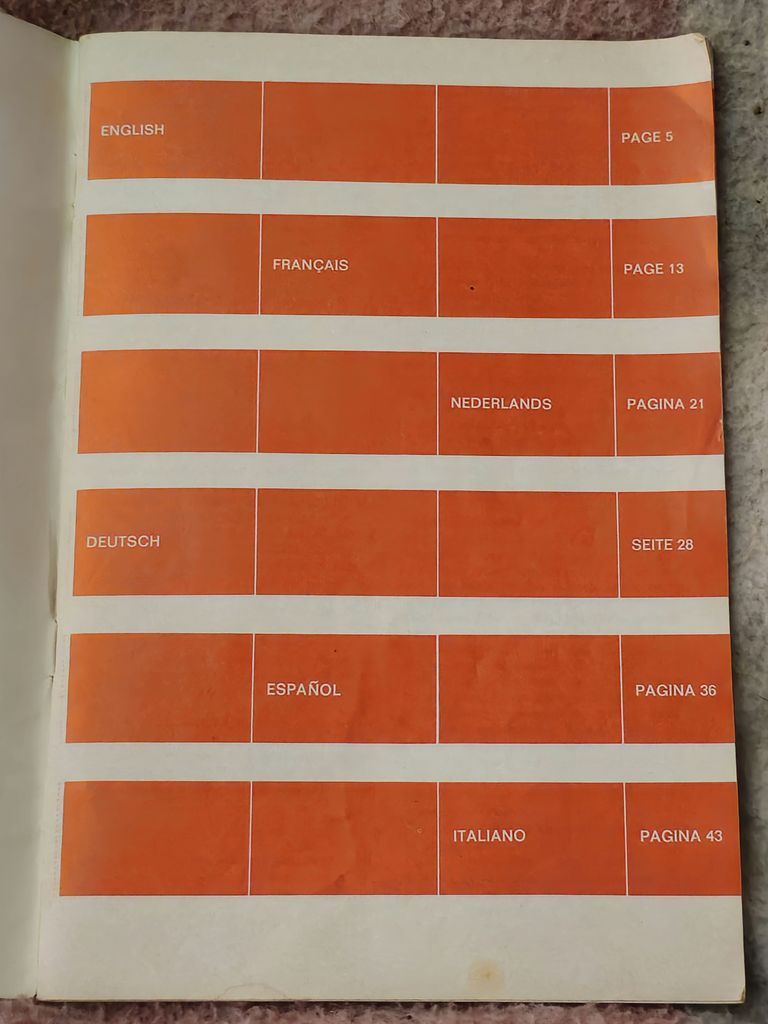 ENGLISH PAGE 5
FRANÇAIS PAGE 13
NEDERLANDS PAGINA 21
DEUTSCH SEITE 28
ESPAÑOL PAGINA 36
ITALIANO PAGINA 43